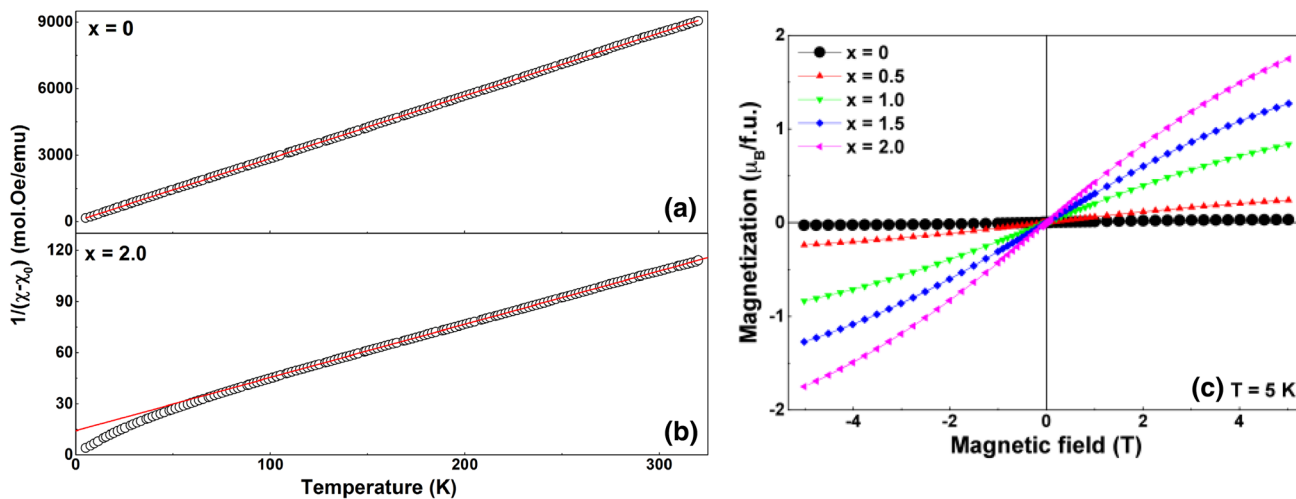 x = 0
9000
6000
3000
0
(a)
x = 2.0
120
90
60
30
0
(b)
0
100
200
300
Temperature (K)
1/(χ-χ₀) (mol.Oe/emu)
2
1
0
-1
-2
x = 0
x = 0.5
x = 1.0
x = 1.5
x = 2.0
(c) T = 5 K
-4
-2
0
2
4
Magnetic field (T)
Magnetization (μ_B/f.u.)